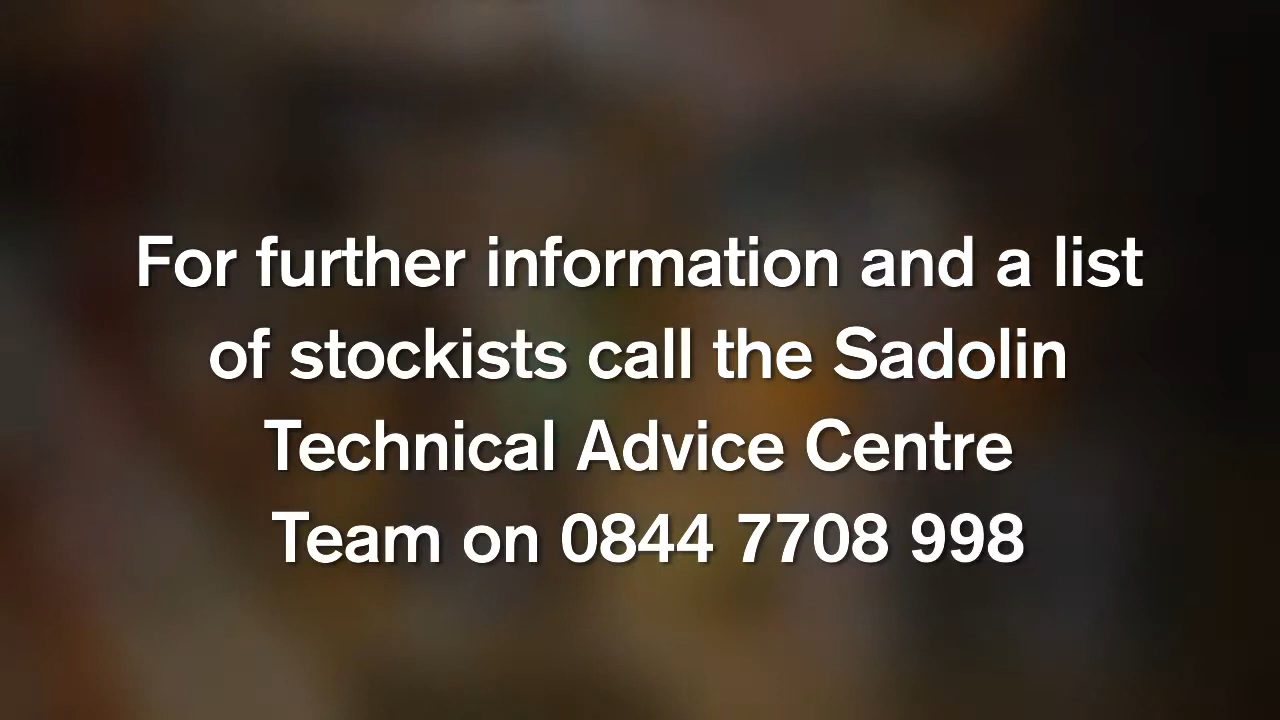 For further information and a list
of stockists call the Sadolin
Technical Advice Centre
Team on 0844 7708 998